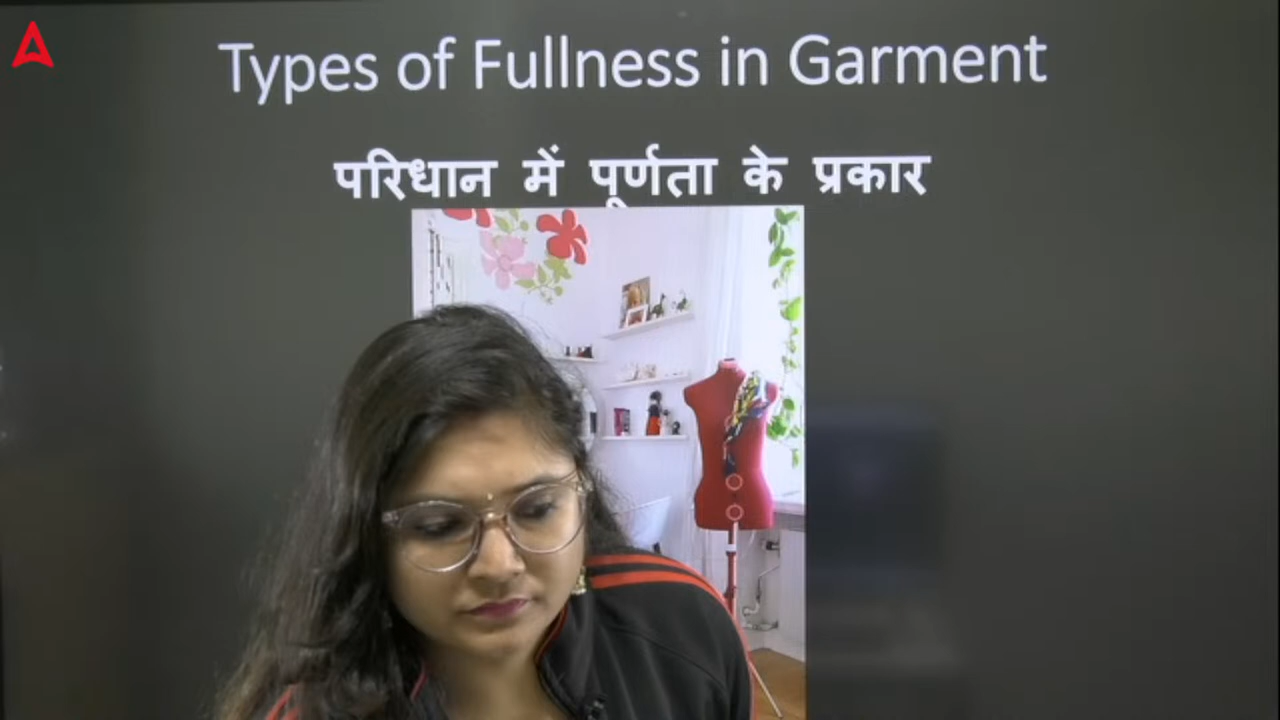 Types of Fullness in Garment
परिधान में पूर्णता के प्रकार